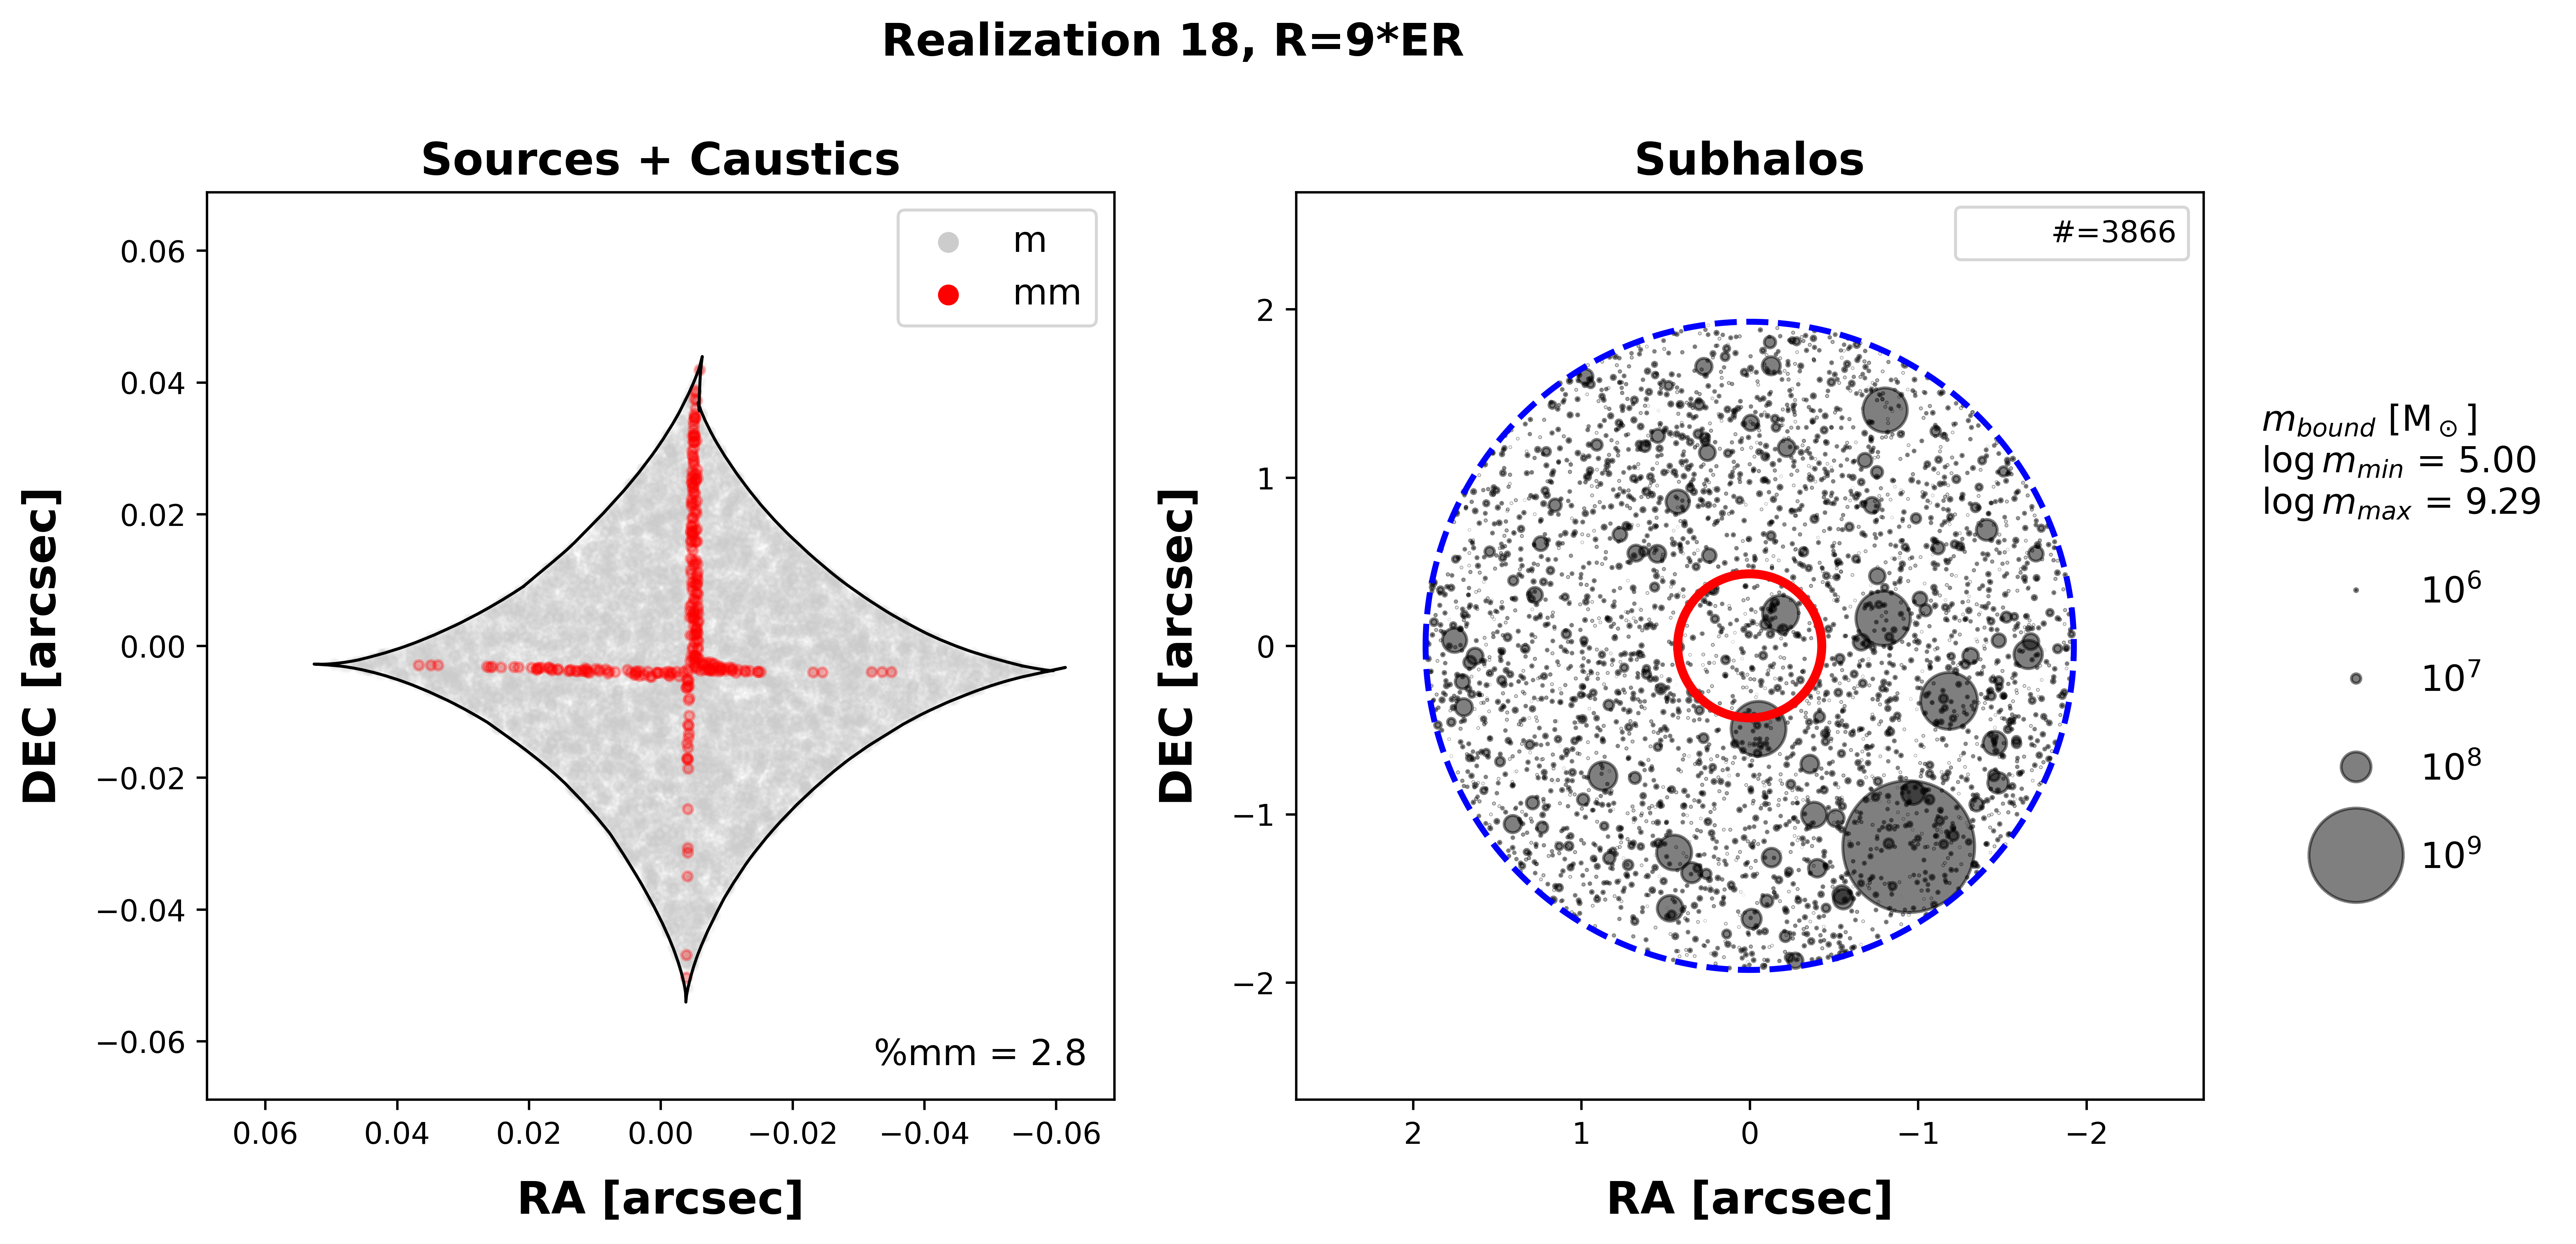 Realization 18, R=9*ER
Sources + Caustics
m
mm
%mm = 2.8
0.06
0.04
0.02
0.00
−0.02
−0.04
−0.06
DEC [arcsec]
0.06
0.04
0.02
0.00
−0.02
−0.04
−0.06
RA [arcsec]
Subhalos
#=3866
2
1
0
−1
−2
DEC [arcsec]
2
1
0
−1
−2
RA [arcsec]
m_bound [M_⊙]
log m_min = 5.00
log m_max = 9.29
10^6
10^7
10^8
10^9